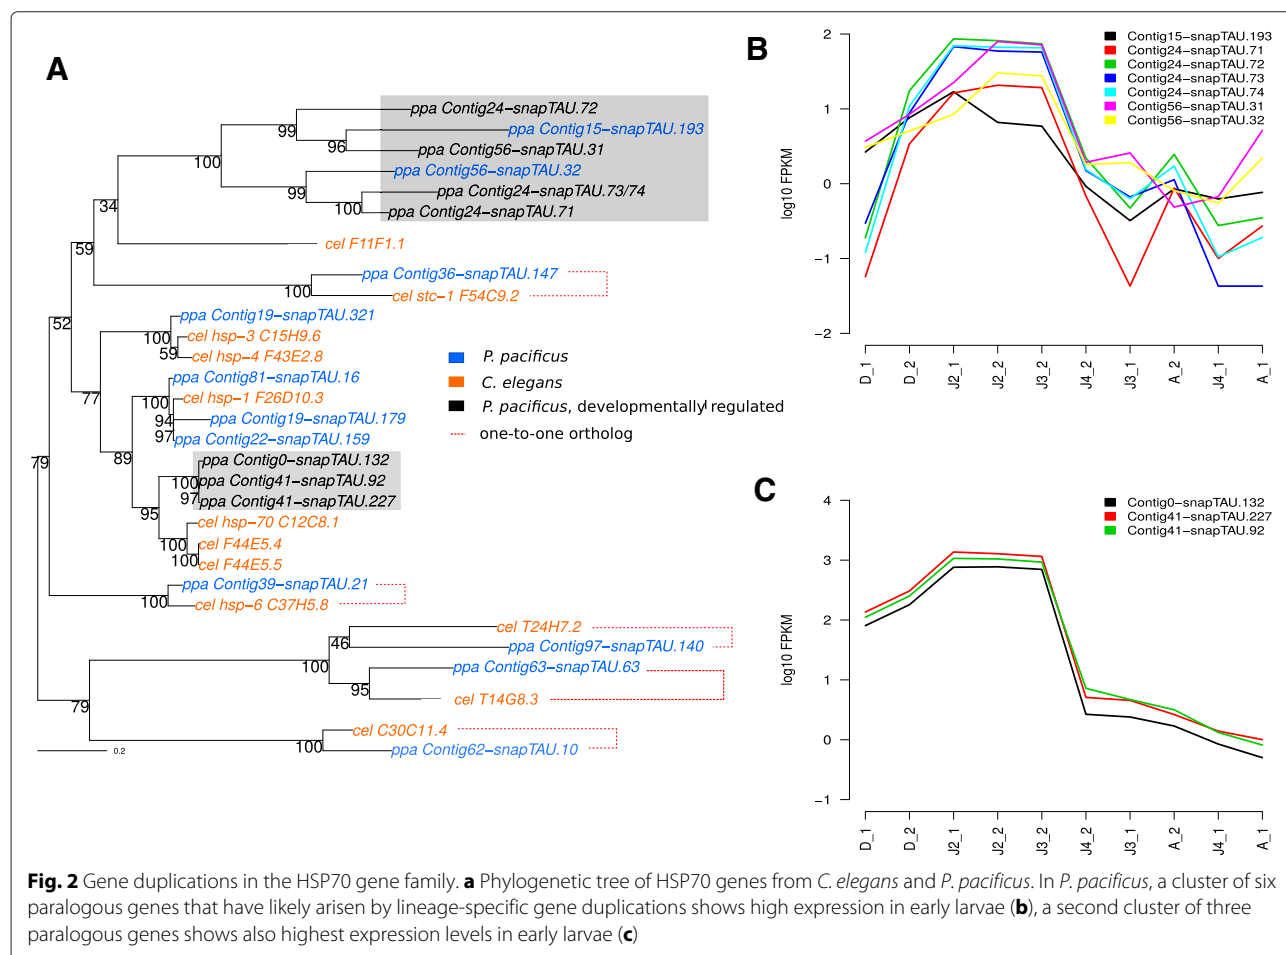 A
ppa Contig24–snapTAU.72
99
ppa Contig15–snapTAU.193
96
ppa Contig56–snapTAU.31
100
ppa Contig56–snapTAU.32
99
ppa Contig24–snapTAU.73/74
100
ppa Contig24–snapTAU.71
34
cel F11F1.1
59
ppa Contig36–snapTAU.147
100
cel stc-1 F54C9.2
52
ppa Contig19–snapTAU.321
100
cel hsp-3 C15H9.6
59
cel hsp-4 F43E2.8
77
ppa Contig81–snapTAU.16
100
cel hsp-1 F26D10.3
94
ppa Contig19–snapTAU.179
97
ppa Contig22–snapTAU.159
89
ppa Contig0–snapTAU.132
100
ppa Contig41–snapTAU.92
97
ppa Contig41–snapTAU.227
95
cel hsp-70 C12C8.1
100
cel F44E5.4
100
cel F44E5.5
79
ppa Contig39–snapTAU.21
100
cel hsp-6 C37H5.8
cel T24H7.2
46
ppa Contig97–snapTAU.140
100
ppa Contig63–snapTAU.63
95
cel T14G8.3
79
cel C30C11.4
100
ppa Contig62–snapTAU.10
0.2
P. pacificus
C. elegans
P. pacificus, developmentally regulated
one-to-one ortholog
B
log10 FPKM
2
1
0
−1
−2
Contig15−snapTAU.193
Contig24−snapTAU.71
Contig24−snapTAU.72
Contig24−snapTAU.73
Contig24−snapTAU.74
Contig56−snapTAU.31
Contig56−snapTAU.32
D_1
D_2
J2_1
J2_2
J3_2
J4_2
J3_1
A_2
J4_1
A_1
C
log10 FPKM
4
3
2
1
0
−1
Contig0−snapTAU.132
Contig41−snapTAU.227
Contig41−snapTAU.92
D_1
D_2
J2_1
J2_2
J3_2
J4_2
J3_1
A_2
J4_1
A_1
Fig. 2 Gene duplications in the HSP70 gene family. a Phylogenetic tree of HSP70 genes from C. elegans and P. pacificus. In P. pacificus, a cluster of six
paralogous genes that have likely arisen by lineage-specific gene duplications shows high expression in early larvae (b), a second cluster of three
paralogous genes shows also highest expression levels in early larvae (c)